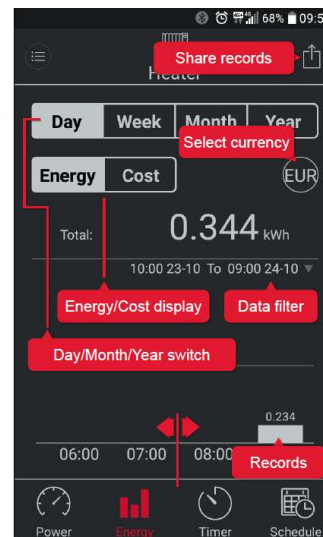 68% 09:5
Share records
Heater
Day Week Month Year
Select currency
Energy Cost EUR
Total: 0.344 kWh
10:00 23-10 To 09:00 24-10
Energy/Cost display Data filter
Day/Month/Year switch
0.234
06:00 07:00 08:00
Records
Power Energy Timer Schedule